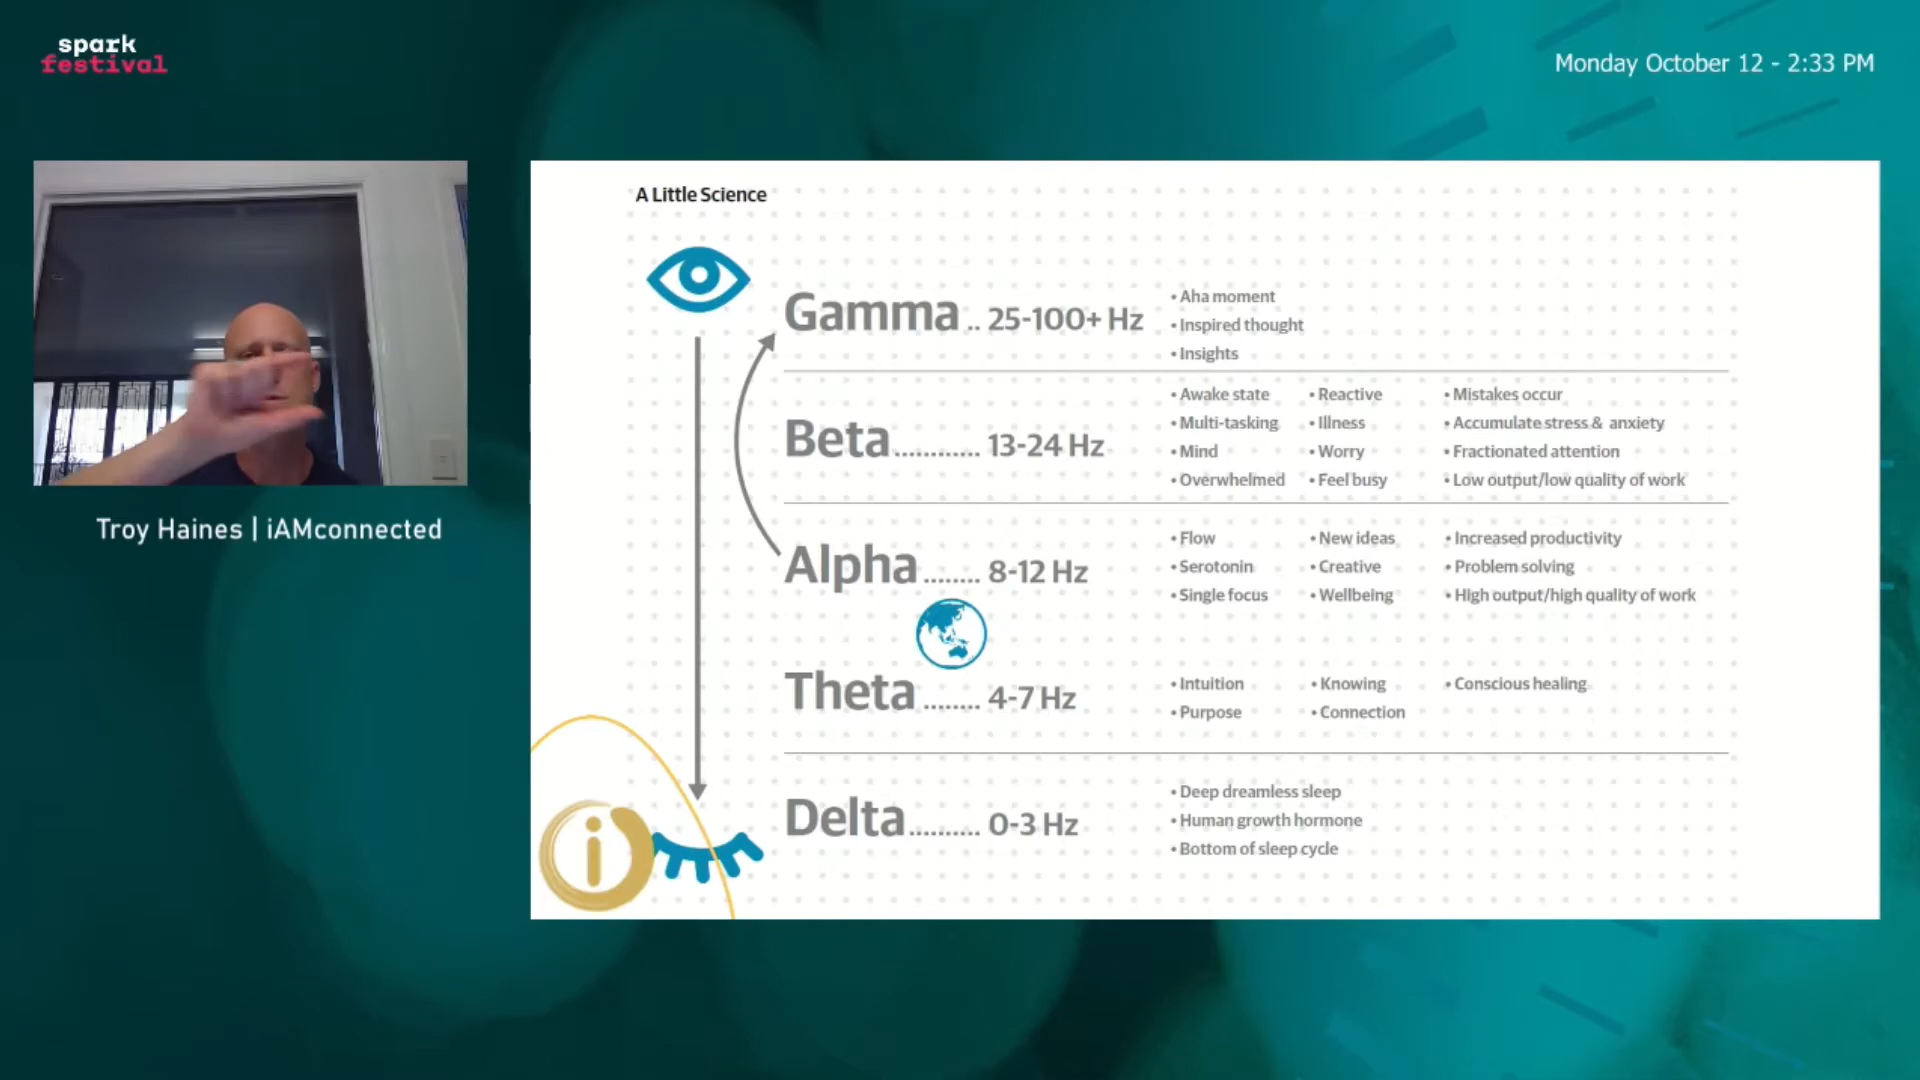 spark
festival
Monday October 12 - 2:33 PM
Troy Haines | iAMconnected
A Little Science
Gamma .. 25-100+ Hz
• Aha moment
• Inspired thought
• Insights
Beta ........... 13-24 Hz
• Awake state • Reactive • Mistakes occur
• Multi-tasking • Illness • Accumulate stress & anxiety
• Mind • Worry • Fractionated attention
• Overwhelmed • Feel busy • Low output/low quality of work
Alpha ........ 8-12 Hz
• Flow • New ideas • Increased productivity
• Serotonin • Creative • Problem solving
• Single focus • Wellbeing • High output/high quality of work
Theta ........ 4-7 Hz
• Intuition • Knowing • Conscious healing
• Purpose • Connection
Delta .......... 0-3 Hz
• Deep dreamless sleep
• Human growth hormone
• Bottom of sleep cycle
i